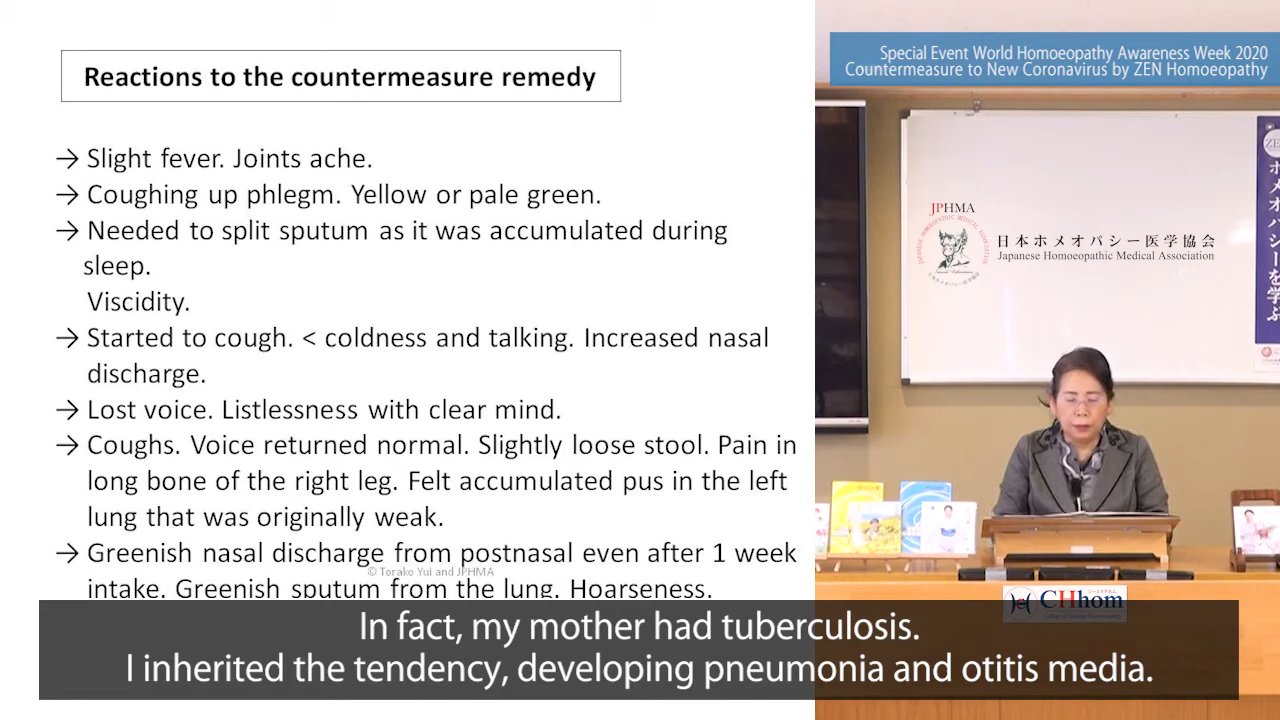 Reactions to the countermeasure remedy
→ Slight fever. Joints ache.
→ Coughing up phlegm. Yellow or pale green.
→ Needed to split sputum as it was accumulated during
sleep.
Viscidity.
→ Started to cough. < coldness and talking. Increased nasal
discharge.
→ Lost voice. Listlessness with clear mind.
→ Coughs. Voice returned normal. Slightly loose stool. Pain in
long bone of the right leg. Felt accumulated pus in the left
lung that was originally weak.
→ Greenish nasal discharge from postnasal even after 1 week
© Torako Yui and JPHMA
intake. Greenish sputum from the lung. Hoarseness.
Special Event World Homoeopathy Awareness Week 2020
Countermeasure to New Coronavirus by ZEN Homoeopathy
JPHMA
JAPANESE HOMOEOPATHIC MEDICAL ASSOCIATION
日本ホメオパシー医学協会
Japanese Homoeopathic Medical Association
ホメオパシーを学ぶ
CHhom
In fact, my mother had tuberculosis.
I inherited the tendency, developing pneumonia and otitis media.